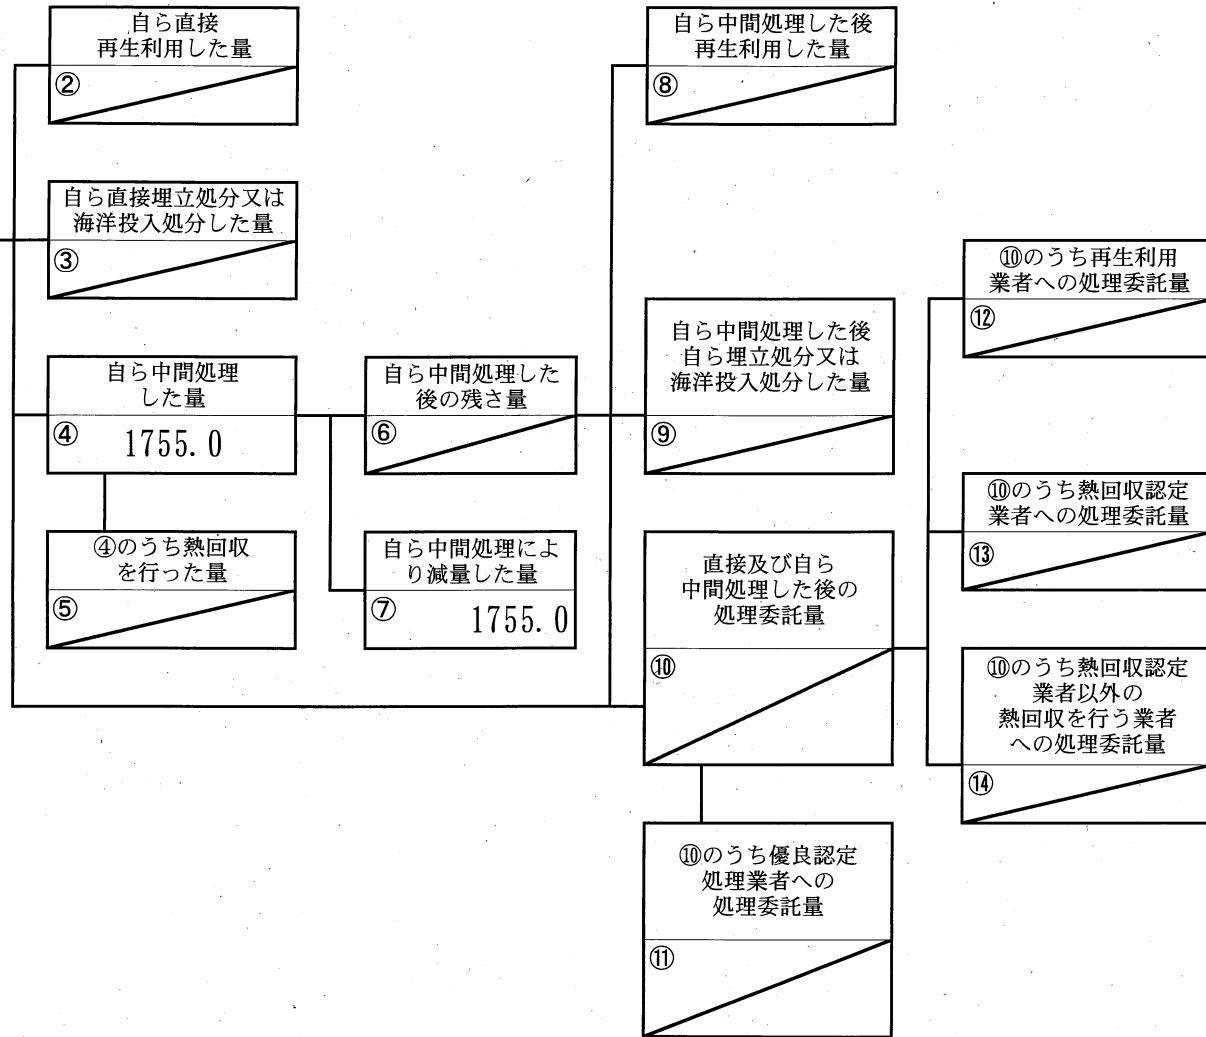 自ら直接
再生利用した量
②
自ら直接埋立処分又は
海洋投入処分した量
③
自ら中間処理
した量
④
1755.0
④のうち熱回収
を行った量
⑤
自ら中間処理した
後の残さ量
⑥
自ら中間処理によ
り減量した量
⑦
1755.0
自ら中間処理した後
再生利用した量
⑧
自ら中間処理した後
自ら埋立処分又は
海洋投入処分した量
⑨
直接及び自ら
中間処理した後の
処理委託量
⑩
⑩のうち優良認定
処理業者への
処理委託量
⑪
⑩のうち再生利用
業者への処理委託量
⑫
⑩のうち熱回収認定
業者への処理委託量
⑬
⑩のうち熱回収認定
業者以外の
熱回収を行う業者
への処理委託量
⑭